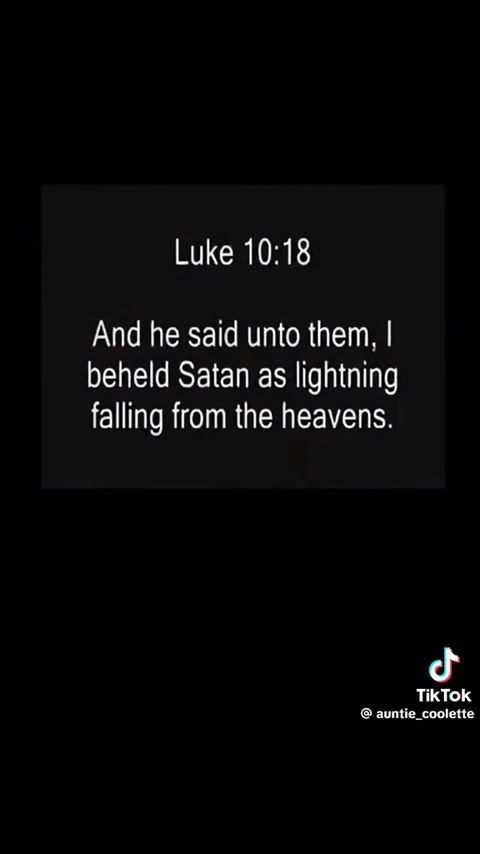 Luke 10:18
And he said unto them, I
beheld Satan as lightning
falling from the heavens.
TikTok
@ auntie_coolette